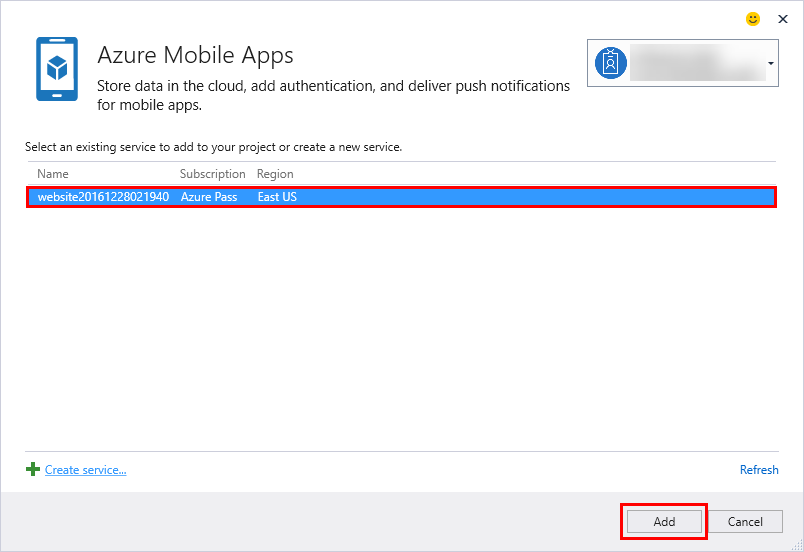 Azure Mobile Apps
Store data in the cloud, add authentication, and deliver push notifications
for mobile apps.
Select an existing service to add to your project or create a new service.
Name Subscription Region
website20161228021940 Azure Pass East US
Create service...
Refresh
Add Cancel